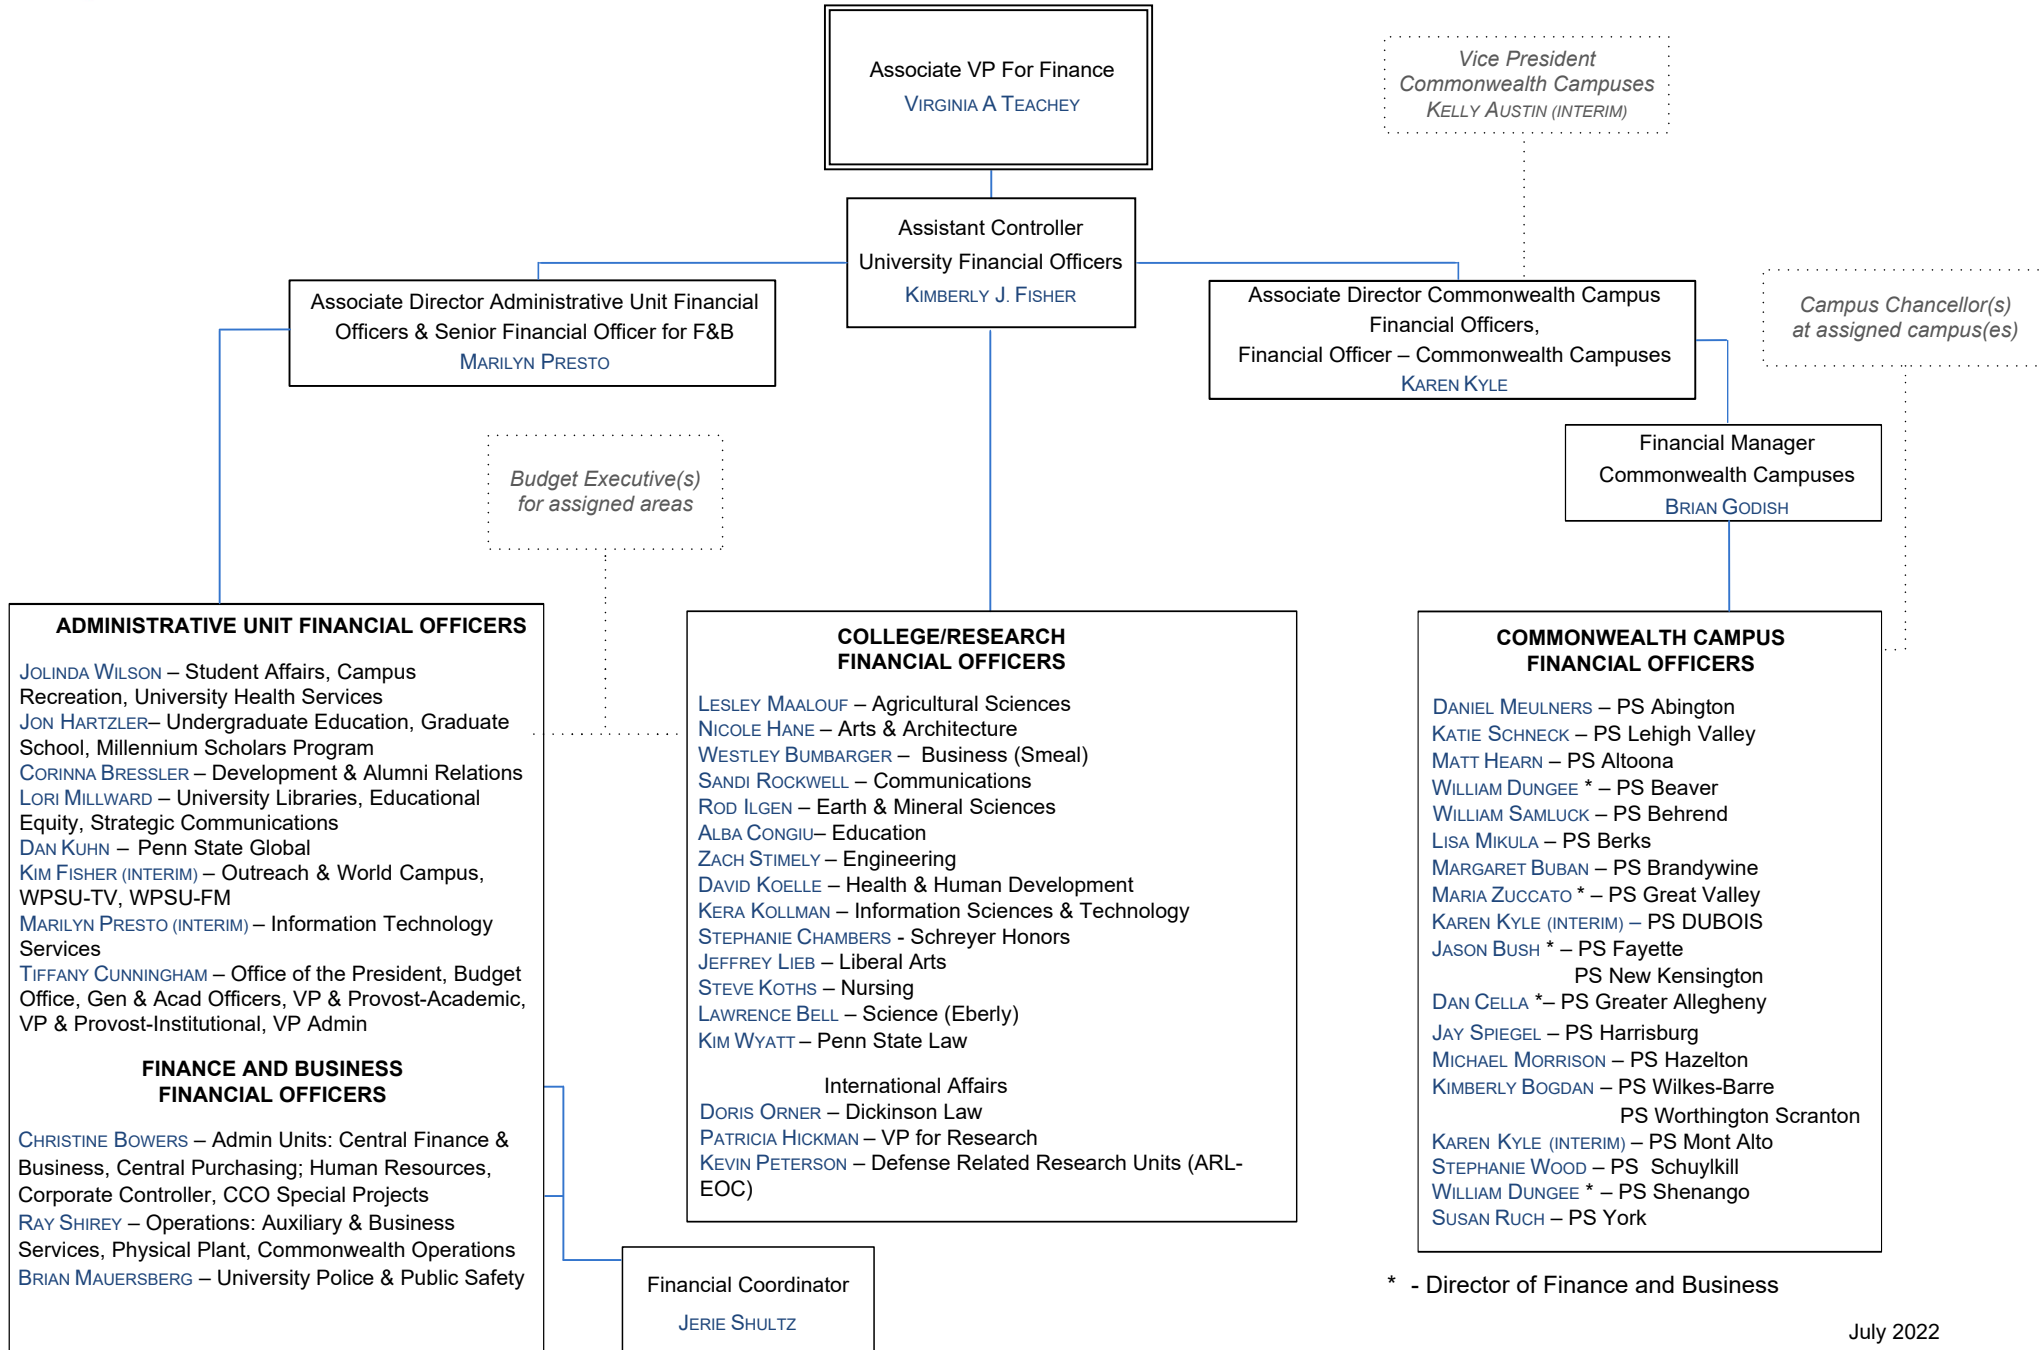 Associate VP For Finance
VIRGINIA A TEACHEY
Vice President
Commonwealth Campuses
KELLY AUSTIN (INTERIM)
Assistant Controller
University Financial Officers
KIMBERLY J. FISHER
Associate Director Administrative Unit Financial
Officers & Senior Financial Officer for F&B
MARILYN PRESTO
Associate Director Commonwealth Campus
Financial Officers,
Financial Officer – Commonwealth Campuses
KAREN KYLE
Campus Chancellor(s)
at assigned campus(es)
Financial Manager
Commonwealth Campuses
BRIAN GODISH
Budget Executive(s)
for assigned areas
ADMINISTRATIVE UNIT FINANCIAL OFFICERS
JOLINDA WILSON – Student Affairs, Campus
Recreation, University Health Services
JON HARTZLER– Undergraduate Education, Graduate
School, Millennium Scholars Program
CORINNA BRESSLER – Development & Alumni Relations
LORI MILLWARD – University Libraries, Educational
Equity, Strategic Communications
DAN KUHN – Penn State Global
KIM FISHER (INTERIM) – Outreach & World Campus,
WPSU-TV, WPSU-FM
MARILYN PRESTO (INTERIM) – Information Technology
Services
TIFFANY CUNNINGHAM – Office of the President, Budget
Office, Gen & Acad Officers, VP & Provost-Academic,
VP & Provost-Institutional, VP Admin
FINANCE AND BUSINESS
FINANCIAL OFFICERS
CHRISTINE BOWERS – Admin Units: Central Finance &
Business, Central Purchasing; Human Resources,
Corporate Controller, CCO Special Projects
RAY SHIREY – Operations: Auxiliary & Business
Services, Physical Plant, Commonwealth Operations
BRIAN MAUERSBERG – University Police & Public Safety
COLLEGE/RESEARCH
FINANCIAL OFFICERS
LESLEY MAALOUF – Agricultural Sciences
NICOLE HANE – Arts & Architecture
WESTLEY BUMBARGER – Business (Smeal)
SANDI ROCKWELL – Communications
ROD ILGEN – Earth & Mineral Sciences
ALBA CONGIU– Education
ZACH STIMELY – Engineering
DAVID KOELLE – Health & Human Development
KERA KOLLMAN – Information Sciences & Technology
STEPHANIE CHAMBERS - Schreyer Honors
JEFFREY LIEB – Liberal Arts
STEVE KOTHS – Nursing
LAWRENCE BELL – Science (Eberly)
KIM WYATT – Penn State Law
International Affairs
DORIS ORNER – Dickinson Law
PATRICIA HICKMAN – VP for Research
KEVIN PETERSON – Defense Related Research Units (ARL-
EOC)
Financial Coordinator
JERIE SHULTZ
COMMONWEALTH CAMPUS
FINANCIAL OFFICERS
DANIEL MEULNERS – PS Abington
KATIE SCHNECK – PS Lehigh Valley
MATT HEARN – PS Altoona
WILLIAM DUNGEE * – PS Beaver
WILLIAM SAMLUCK – PS Behrend
LISA MIKULA – PS Berks
MARGARET BUBAN – PS Brandywine
MARIA ZUCCATO * – PS Great Valley
KAREN KYLE (INTERIM) – PS DUBOIS
JASON BUSH * – PS Fayette
PS New Kensington
DAN CELLA *– PS Greater Allegheny
JAY SPIEGEL – PS Harrisburg
MICHAEL MORRISON – PS Hazelton
KIMBERLY BOGDAN – PS Wilkes-Barre
PS Worthington Scranton
KAREN KYLE (INTERIM) – PS Mont Alto
STEPHANIE WOOD – PS Schuylkill
WILLIAM DUNGEE * – PS Shenango
SUSAN RUCH – PS York
* - Director of Finance and Business
July 2022